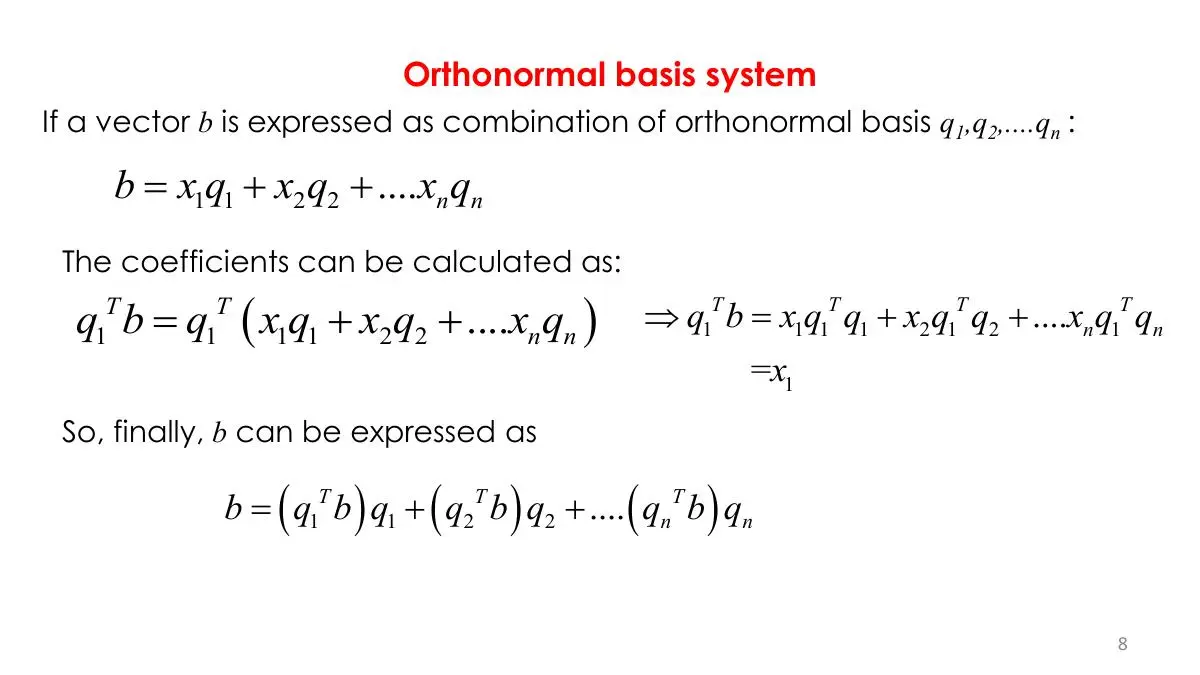 Orthonormal basis system
If a vector b is expressed as combination of orthonormal basis q₁,q₂,....qₙ :
b = x₁q₁ + x₂q₂ + ....xₙqₙ
The coefficients can be calculated as:
q₁ᵀb = q₁ᵀ(x₁q₁ + x₂q₂ + ....xₙqₙ) ⇒ q₁ᵀb = x₁q₁ᵀq₁ + x₂q₁ᵀq₂ + ....xₙq₁ᵀqₙ
=x₁
So, finally, b can be expressed as
b = (q₁ᵀb)q₁ + (q₂ᵀb)q₂ + ....(qₙᵀb)qₙ
8